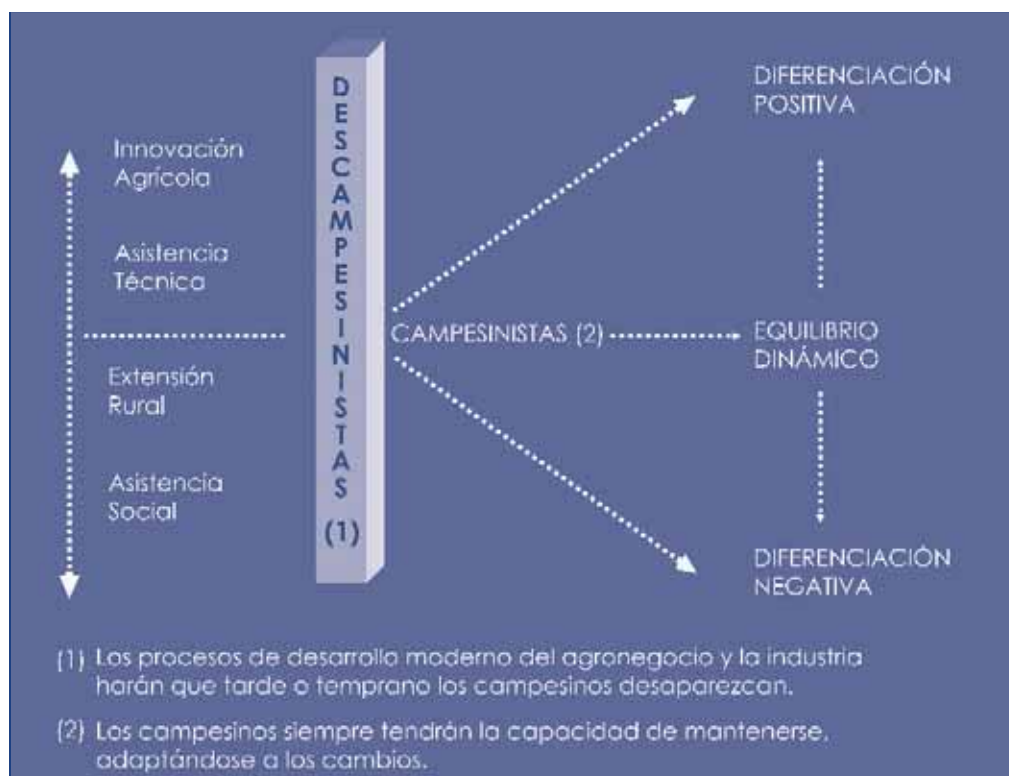 Innovación
Agrícola
Asistencia
Técnica
Extensión
Rural
Asistencia
Social
DESCAMPESINISTAS (1)
CAMPESINISTAS (2)
DIFERENCIACIÓN
POSITIVA
EQUILIBRIO
DINÁMICO
DIFERENCIACIÓN
NEGATIVA
(1) Los procesos de desarrollo moderno del agronegocio y la industria
harán que tarde o temprano los campesinos desaparezcan.
(2) Los campesinos siempre tendrán la capacidad de mantenerse,
adaptándose a los cambios.